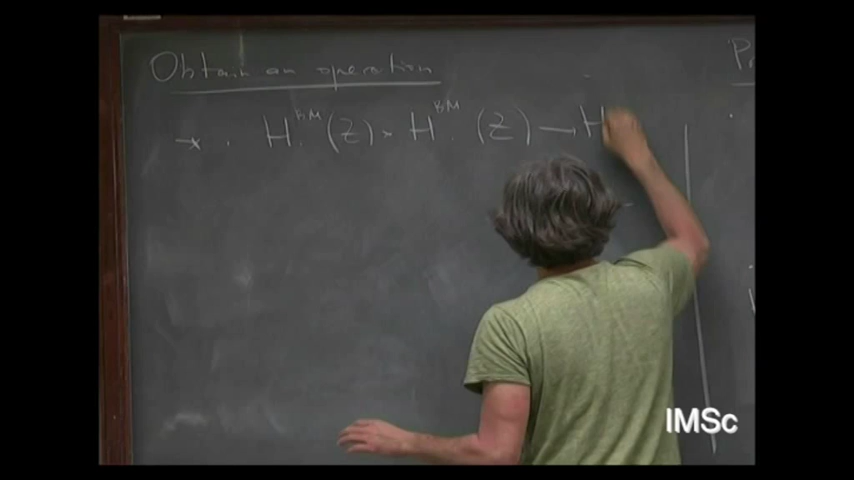 Obtain an operation
* . H.^BM (Z) × H.^BM (Z) → H
P
IMSc